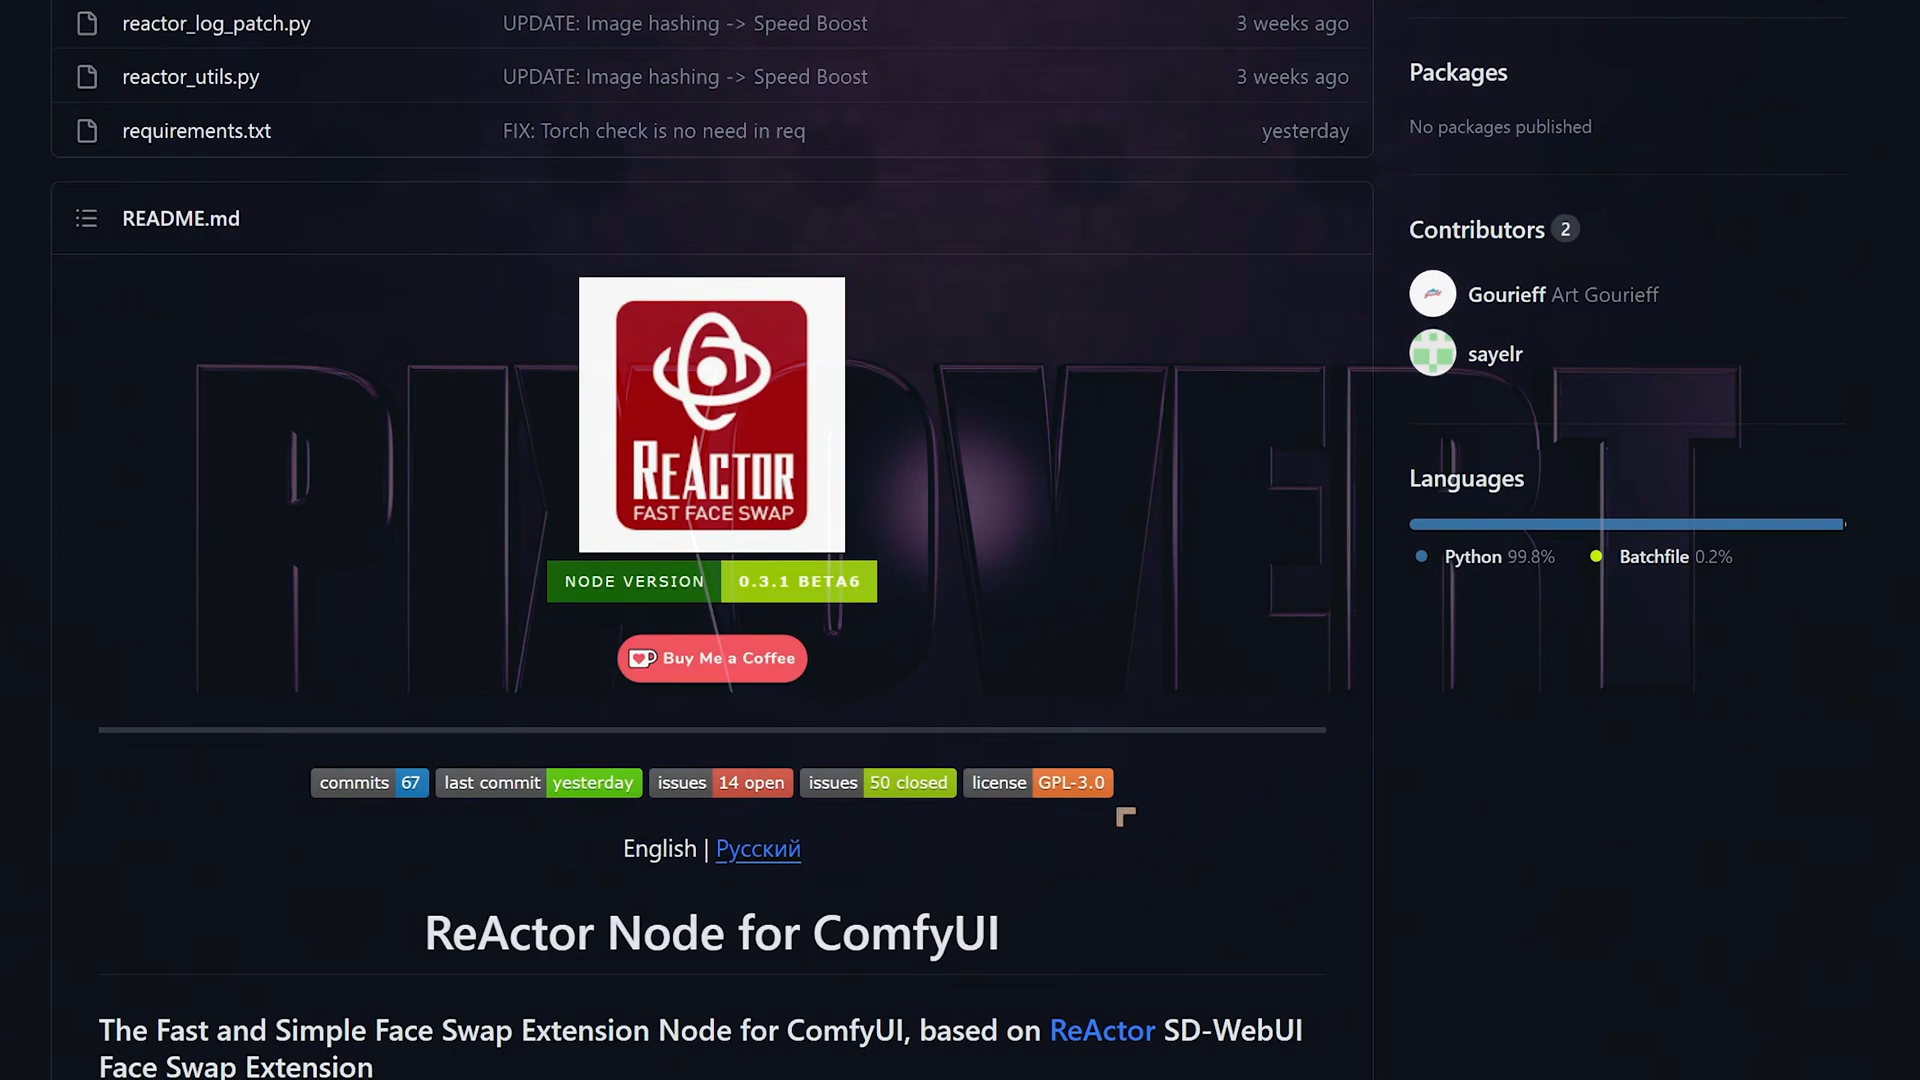 reactor_log_patch.py UPDATE: Image hashing -> Speed Boost 3 weeks ago
reactor_utils.py UPDATE: Image hashing -> Speed Boost 3 weeks ago
requirements.txt FIX: Torch check is no need in req yesterday
README.md
REACTOR
FAST FACE SWAP
NODE VERSION 0.3.1 BETA6
Buy Me a Coffee
commits 67 last commit yesterday issues 14 open issues 50 closed license GPL-3.0
English | Русский
ReActor Node for ComfyUI
The Fast and Simple Face Swap Extension Node for ComfyUI, based on ReActor SD-WebUI
Face Swap Extension
Packages
No packages published
Contributors 2
Gourieff Art Gourieff
sayelr
Languages
Python 99.8% Batchfile 0.2%
PIXOVERT